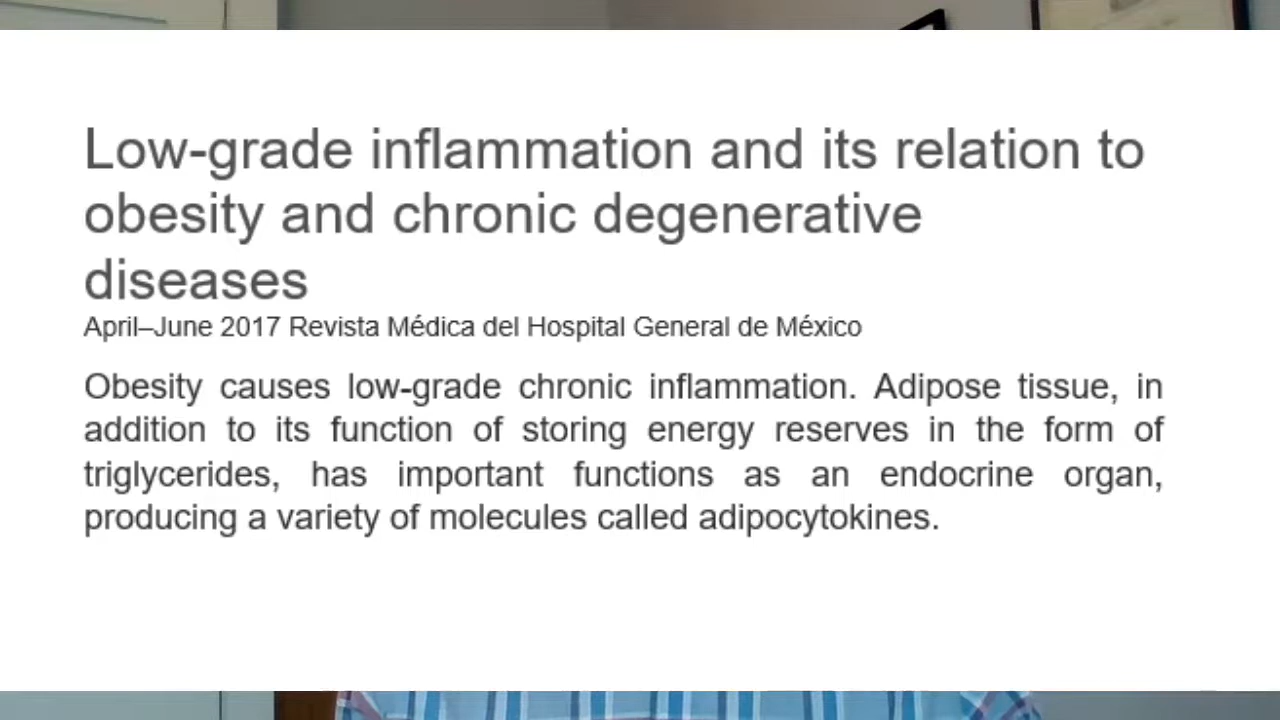 Low-grade inflammation and its relation to
obesity and chronic degenerative
diseases
April–June 2017 Revista Médica del Hospital General de México
Obesity causes low-grade chronic inflammation. Adipose tissue, in
addition to its function of storing energy reserves in the form of
triglycerides, has important functions as an endocrine organ,
producing a variety of molecules called adipocytokines.